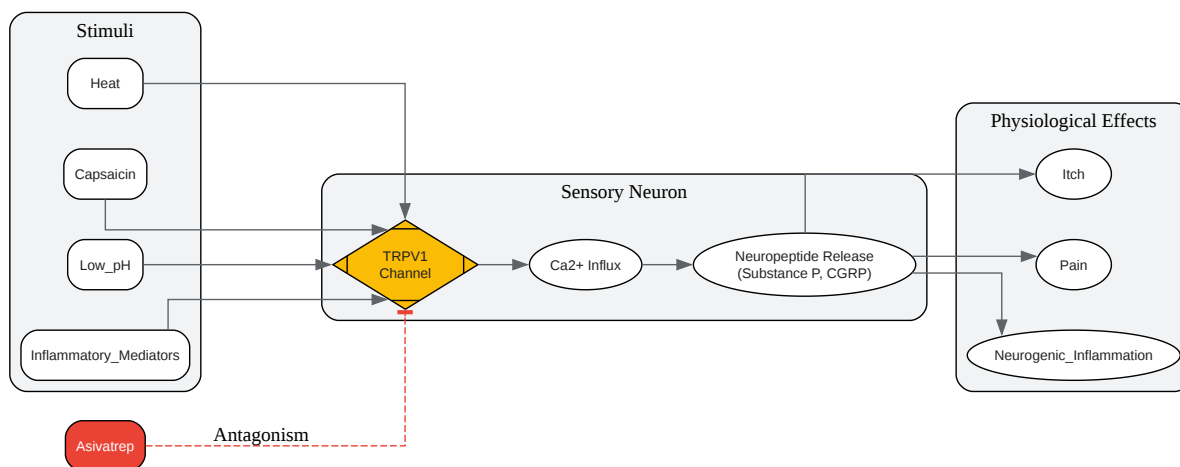 Stimuli
Heat
Capsaicin
Low_pH
Inflammatory_Mediators
Asivatrep
Antagonism
Sensory Neuron
TRPV1
Channel
Ca2+ Influx
Neuropeptide Release
(Substance P, CGRP)
Physiological Effects
Itch
Pain
Neurogenic_Inflammation